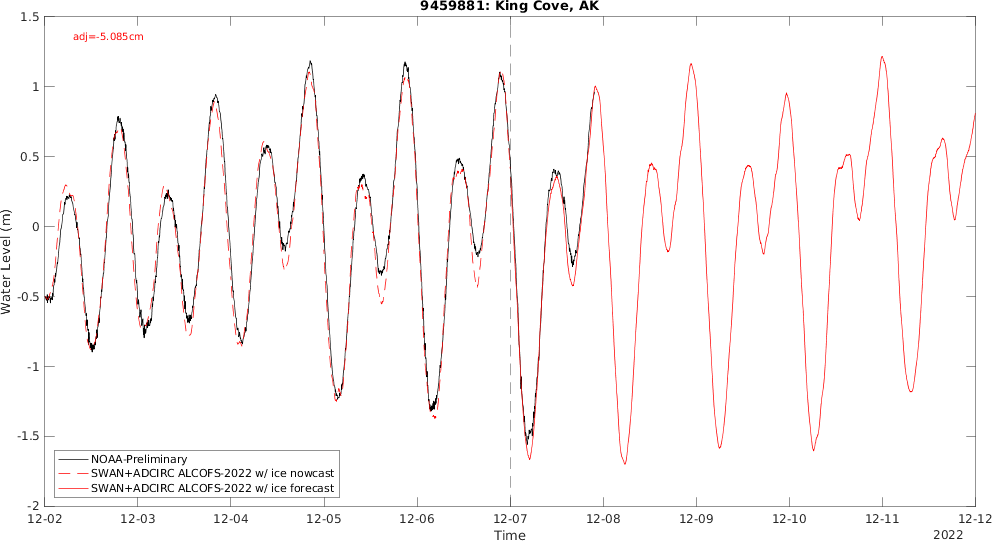 9459881: King Cove, AK
adj=-5.085cm
1.5
1
0.5
0
-0.5
-1
-1.5
-2
Water Level (m)
NOAA-Preliminary
SWAN+ADCIRC ALCOFS-2022 w/ ice nowcast
SWAN+ADCIRC ALCOFS-2022 w/ ice forecast
12-02 12-03 12-04 12-05 12-06 12-07 12-08 12-09 12-10 12-11 12-12
Time
2022